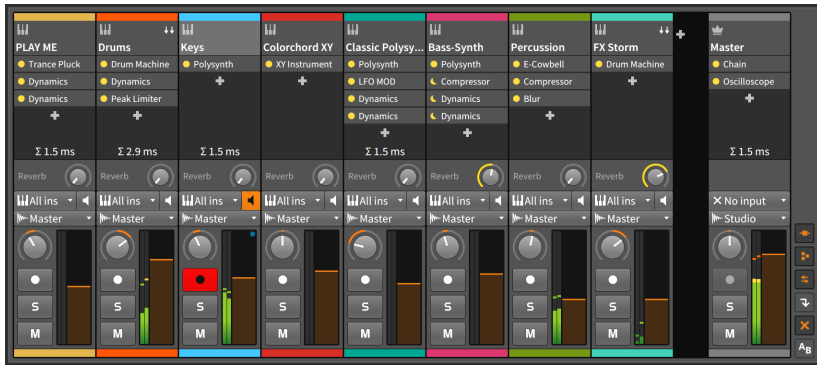 PLAY ME Drums Keys Colorchord XY Classic Polysy... Bass-Synth Percussion FX Storm Master
Trance Pluck Drum Machine Polysynth XY Instrument Polysynth Polysynth E-Cowbell Drum Machine Chain
Dynamics Dynamics LFO MOD Compressor Compressor Oscilloscope
Dynamics Peak Limiter Dynamics Dynamics Blur
Dynamics Dynamics
Σ 1.5 ms Σ 2.9 ms Σ 1.5 ms Σ 1.5 ms Σ 1.5 ms
Reverb Reverb Reverb Reverb Reverb Reverb Reverb Reverb
All ins All ins All ins All ins All ins All ins All ins All ins No input
Master Master Master Master Master Master Master Master Studio
S S S S S S S S S
M M M M M M M M M
AB